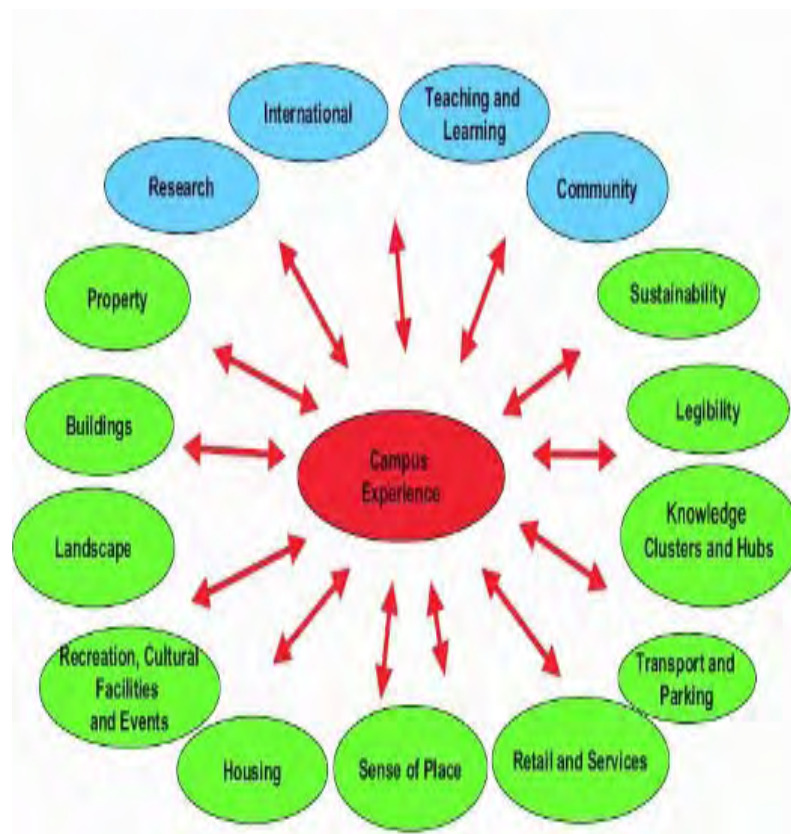 International
Teaching and
Learning
Research
Community
Property
Sustainability
Buildings
Legibility
Campus
Experience
Landscape
Knowledge
Clusters and Hubs
Recreation, Cultural
Facilities
and Events
Transport and
Parking
Housing
Sense of Place
Retail and Services